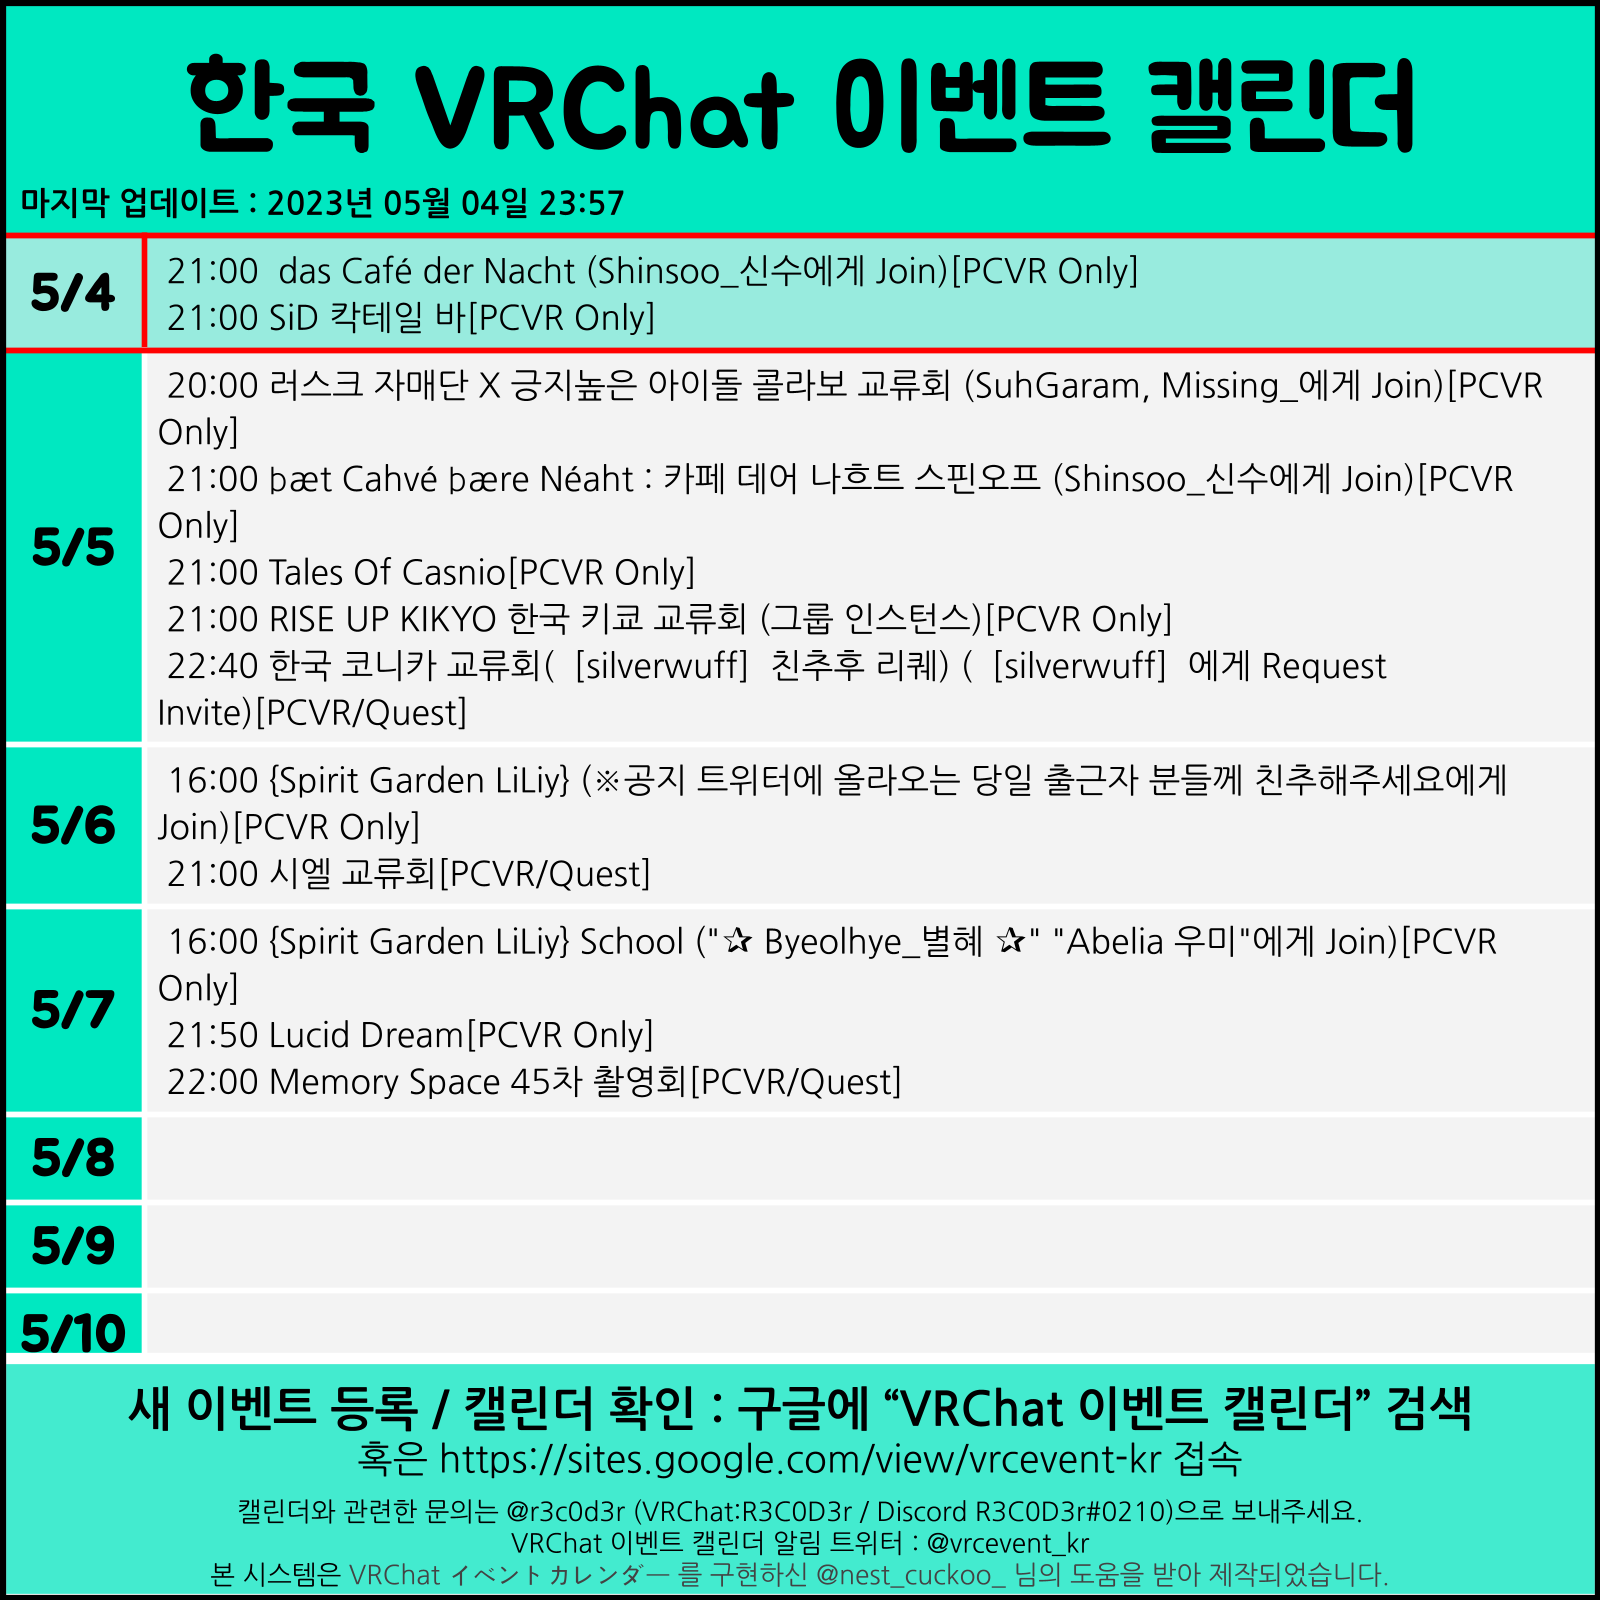 한국 VRChat 이벤트 캘린더
마지막 업데이트 : 2023년 05월 04일 23:57
5/4
21:00  das Café der Nacht (Shinsoo_신수에게 Join)[PCVR Only]
21:00 SiD 칵테일 바[PCVR Only]
5/5
20:00 러스크 자매단 X 긍지높은 아이돌 콜라보 교류회 (SuhGaram, Missing_에게 Join)[PCVR
Only]
21:00 þæt Cahvé þære Néaht : 카페 데어 나흐트 스핀오프 (Shinsoo_신수에게 Join)[PCVR
Only]
21:00 Tales Of Casnio[PCVR Only]
21:00 RISE UP KIKYO 한국 키쿄 교류회 (그룹 인스턴스)[PCVR Only]
22:40 한국 코니카 교류회(  [silverwuff]  친추후 리퀘) (  [silverwuff]  에게 Request
Invite)[PCVR/Quest]
5/6
16:00 {Spirit Garden LiLiy} (※공지 트위터에 올라오는 당일 출근자 분들께 친추해주세요에게
Join)[PCVR Only]
21:00 시엘 교류회[PCVR/Quest]
5/7
16:00 {Spirit Garden LiLiy} School ("✰ Byeolhye_별혜 ✰" "Abelia 우미"에게 Join)[PCVR
Only]
21:50 Lucid Dream[PCVR Only]
22:00 Memory Space 45차 촬영회[PCVR/Quest]
5/8
5/9
5/10
새 이벤트 등록 / 캘린더 확인 : 구글에 “VRChat 이벤트 캘린더” 검색
혹은 https://sites.google.com/view/vrcevent-kr 접속
캘린더와 관련한 문의는 @r3c0d3r (VRChat:R3C0D3r / Discord R3C0D3r#0210)으로 보내주세요.
VRChat 이벤트 캘린더 알림 트위터 : @vrcevent_kr
본 시스템은 VRChat イベントカレンダー 를 구현하신 @nest_cuckoo_ 님의 도움을 받아 제작되었습니다.